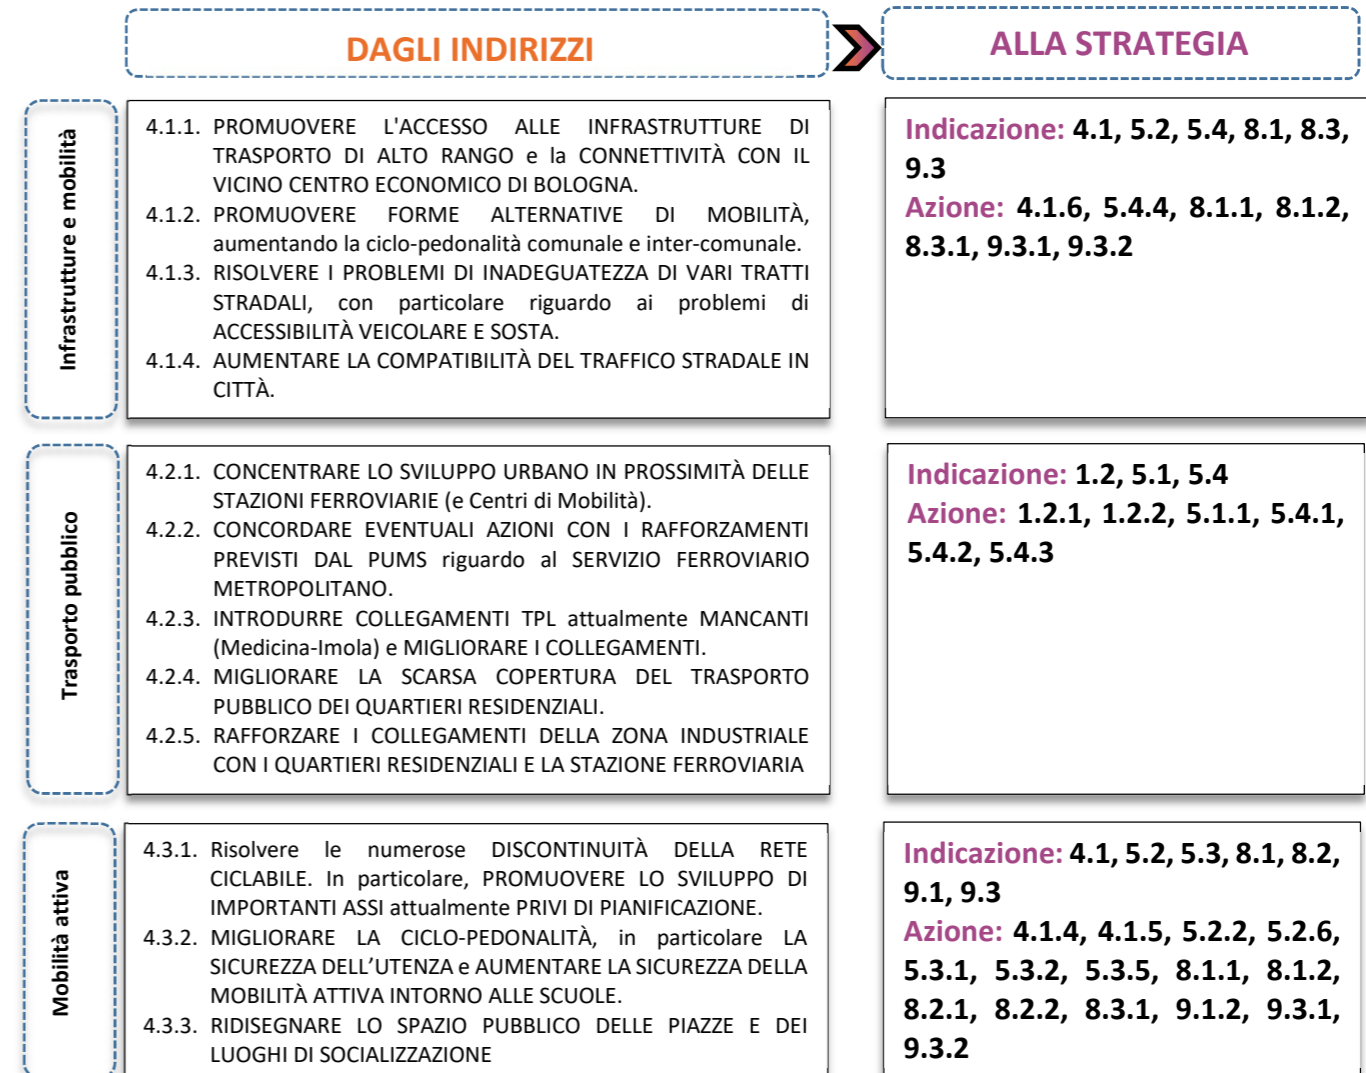 DAGLI INDIRIZZI
ALLA STRATEGIA
Infrastrutture e mobilità
4.1.1. PROMUOVERE L'ACCESSO ALLE INFRASTRUTTURE DI
TRASPORTO DI ALTO RANGO e la CONNETTIVITÀ CON IL
VICINO CENTRO ECONOMICO DI BOLOGNA.
4.1.2. PROMUOVERE FORME ALTERNATIVE DI MOBILITÀ,
aumentando la ciclo-pedonalità comunale e inter-comunale.
4.1.3. RISOLVERE I PROBLEMI DI INADEGUATEZZA DI VARI TRATTI
STRADALI, con particolare riguardo ai problemi di
ACCESSIBILITÀ VEICOLARE E SOSTA.
4.1.4. AUMENTARE LA COMPATIBILITÀ DEL TRAFFICO STRADALE IN
CITTÀ.
Indicazione: 4.1, 5.2, 5.4, 8.1, 8.3,
9.3
Azione: 4.1.6, 5.4.4, 8.1.1, 8.1.2,
8.3.1, 9.3.1, 9.3.2
Trasporto pubblico
4.2.1. CONCENTRARE LO SVILUPPO URBANO IN PROSSIMITÀ DELLE
STAZIONI FERROVIARIE (e Centri di Mobilità).
4.2.2. CONCORDARE EVENTUALI AZIONI CON I RAFFORZAMENTI
PREVISTI DAL PUMS riguardo al SERVIZIO FERROVIARIO
METROPOLITANO.
4.2.3. INTRODURRE COLLEGAMENTI TPL attualmente MANCANTI
(Medicina-Imola) e MIGLIORARE I COLLEGAMENTI.
4.2.4. MIGLIORARE LA SCARSA COPERTURA DEL TRASPORTO
PUBBLICO DEI QUARTIERI RESIDENZIALI.
4.2.5. RAFFORZARE I COLLEGAMENTI DELLA ZONA INDUSTRIALE
CON I QUARTIERI RESIDENZIALI E LA STAZIONE FERROVIARIA
Indicazione: 1.2, 5.1, 5.4
Azione: 1.2.1, 1.2.2, 5.1.1, 5.4.1,
5.4.2, 5.4.3
Mobilità attiva
4.3.1. Risolvere le numerose DISCONTINUITÀ DELLA RETE
CICLABILE. In particolare, PROMUOVERE LO SVILUPPO DI
IMPORTANTI ASSI attualmente PRIVI DI PIANIFICAZIONE.
4.3.2. MIGLIORARE LA CICLO-PEDONALITÀ, in particolare LA
SICUREZZA DELL’UTENZA e AUMENTARE LA SICUREZZA DELLA
MOBILITÀ ATTIVA INTORNO ALLE SCUOLE.
4.3.3. RIDISEGNARE LO SPAZIO PUBBLICO DELLE PIAZZE E DEI
LUOGHI DI SOCIALIZZAZIONE
Indicazione: 4.1, 5.2, 5.3, 8.1, 8.2,
9.1, 9.3
Azione: 4.1.4, 4.1.5, 5.2.2, 5.2.6,
5.3.1, 5.3.2, 5.3.5, 8.1.1, 8.1.2,
8.2.1, 8.2.2, 8.3.1, 9.1.2, 9.3.1,
9.3.2